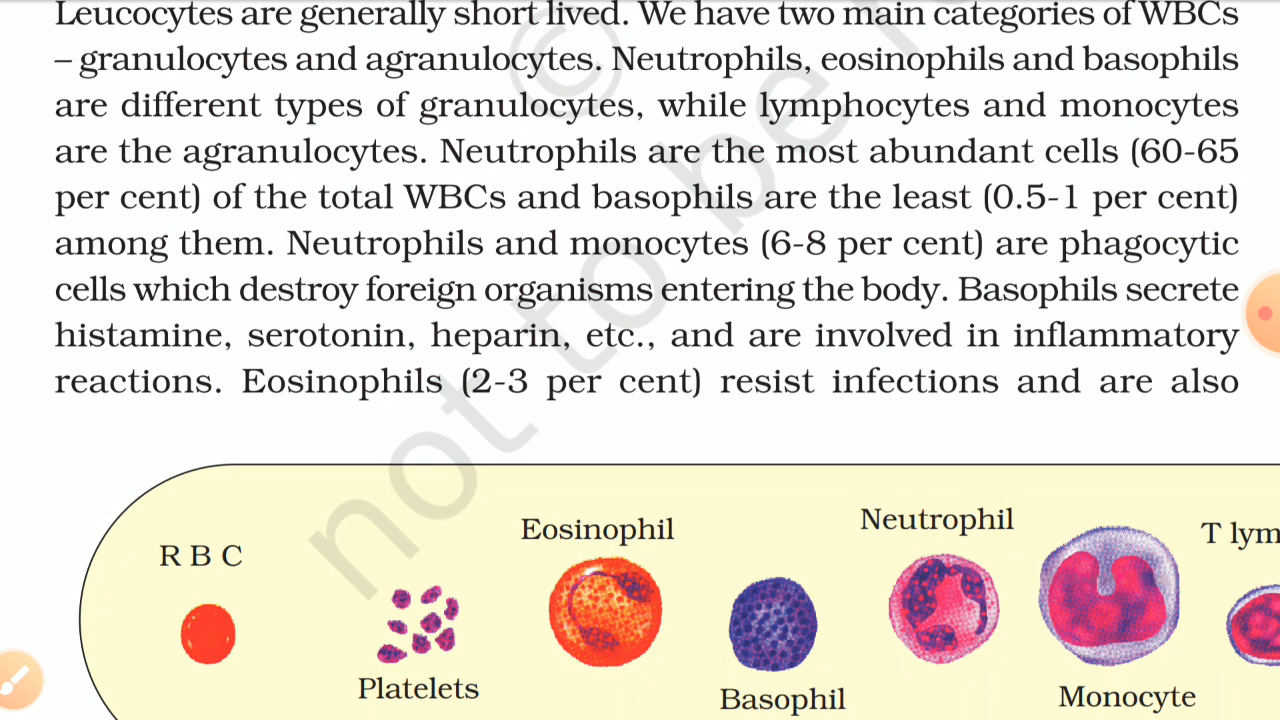 Leucocytes are generally short lived. We have two main categories of WBCs
– granulocytes and agranulocytes. Neutrophils, eosinophils and basophils
are different types of granulocytes, while lymphocytes and monocytes
are the agranulocytes. Neutrophils are the most abundant cells (60-65
per cent) of the total WBCs and basophils are the least (0.5-1 per cent)
among them. Neutrophils and monocytes (6-8 per cent) are phagocytic
cells which destroy foreign organisms entering the body. Basophils secrete
histamine, serotonin, heparin, etc., and are involved in inflammatory
reactions. Eosinophils (2-3 per cent) resist infections and are also
© not to be
R B C
Platelets
Eosinophil
Basophil
Neutrophil
Monocyte
T lym